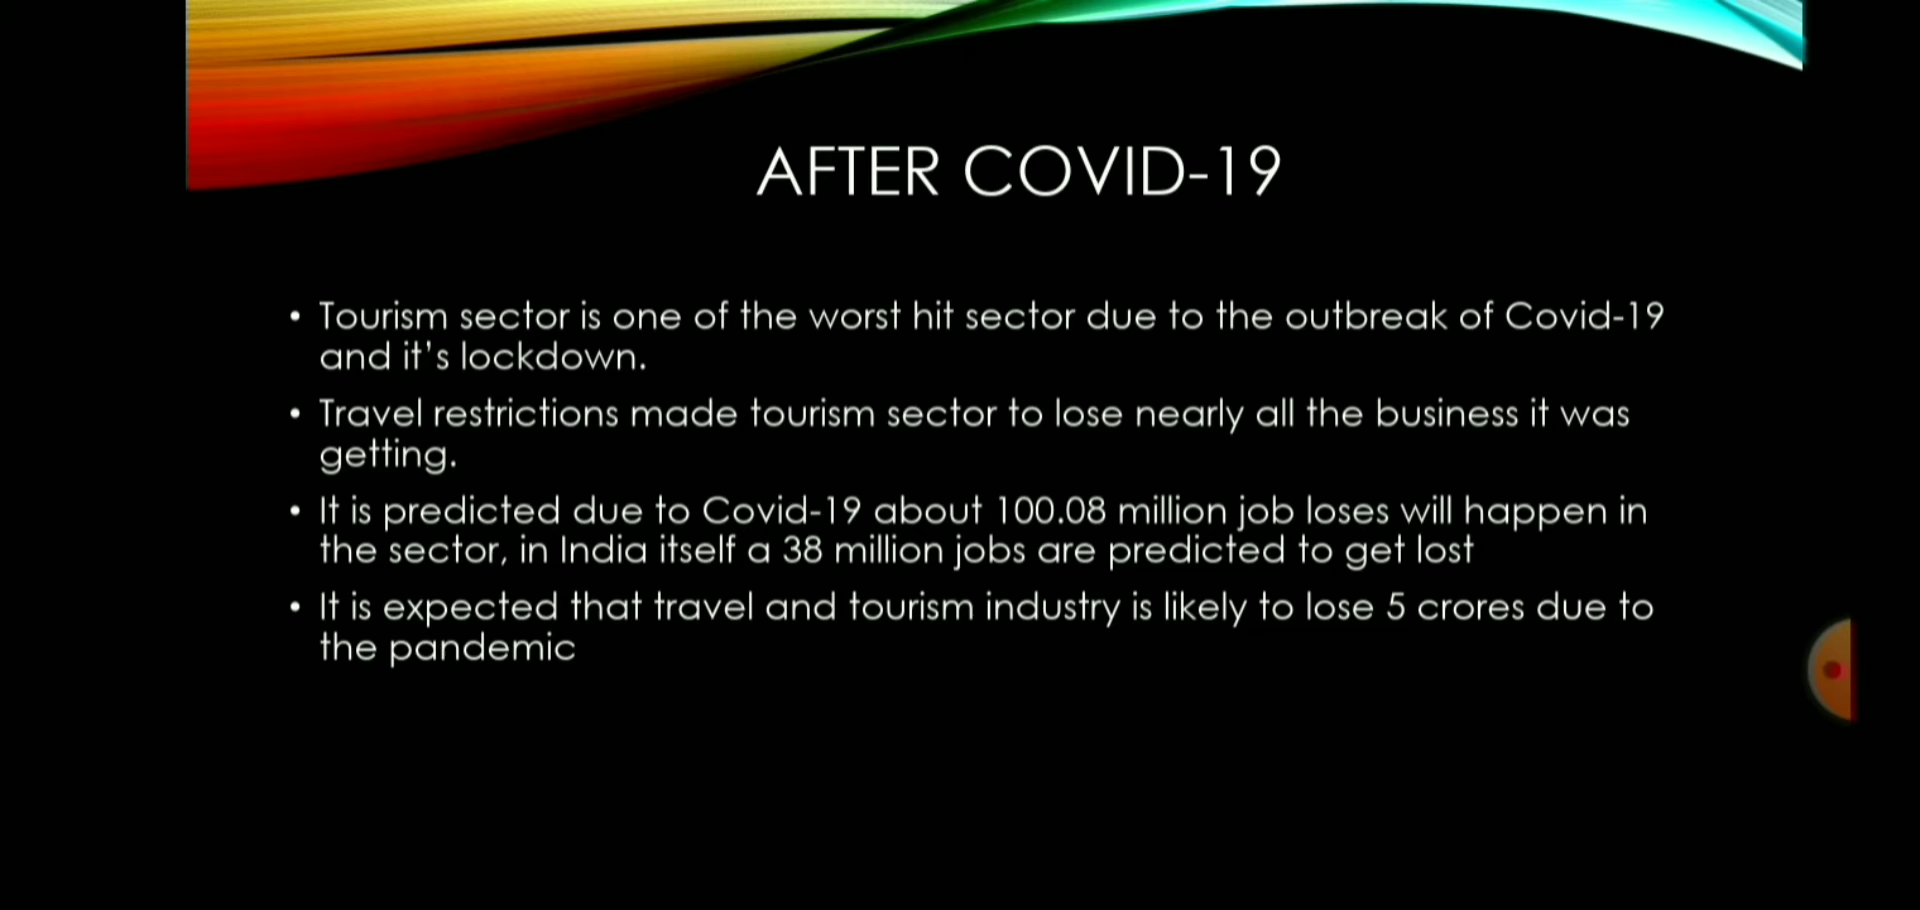 AFTER COVID-19
• Tourism sector is one of the worst hit sector due to the outbreak of Covid-19
and it's lockdown.
• Travel restrictions made tourism sector to lose nearly all the business it was
getting.
• It is predicted due to Covid-19 about 100.08 million job loses will happen in
the sector, in India itself a 38 million jobs are predicted to get lost
• It is expected that travel and tourism industry is likely to lose 5 crores due to
the pandemic